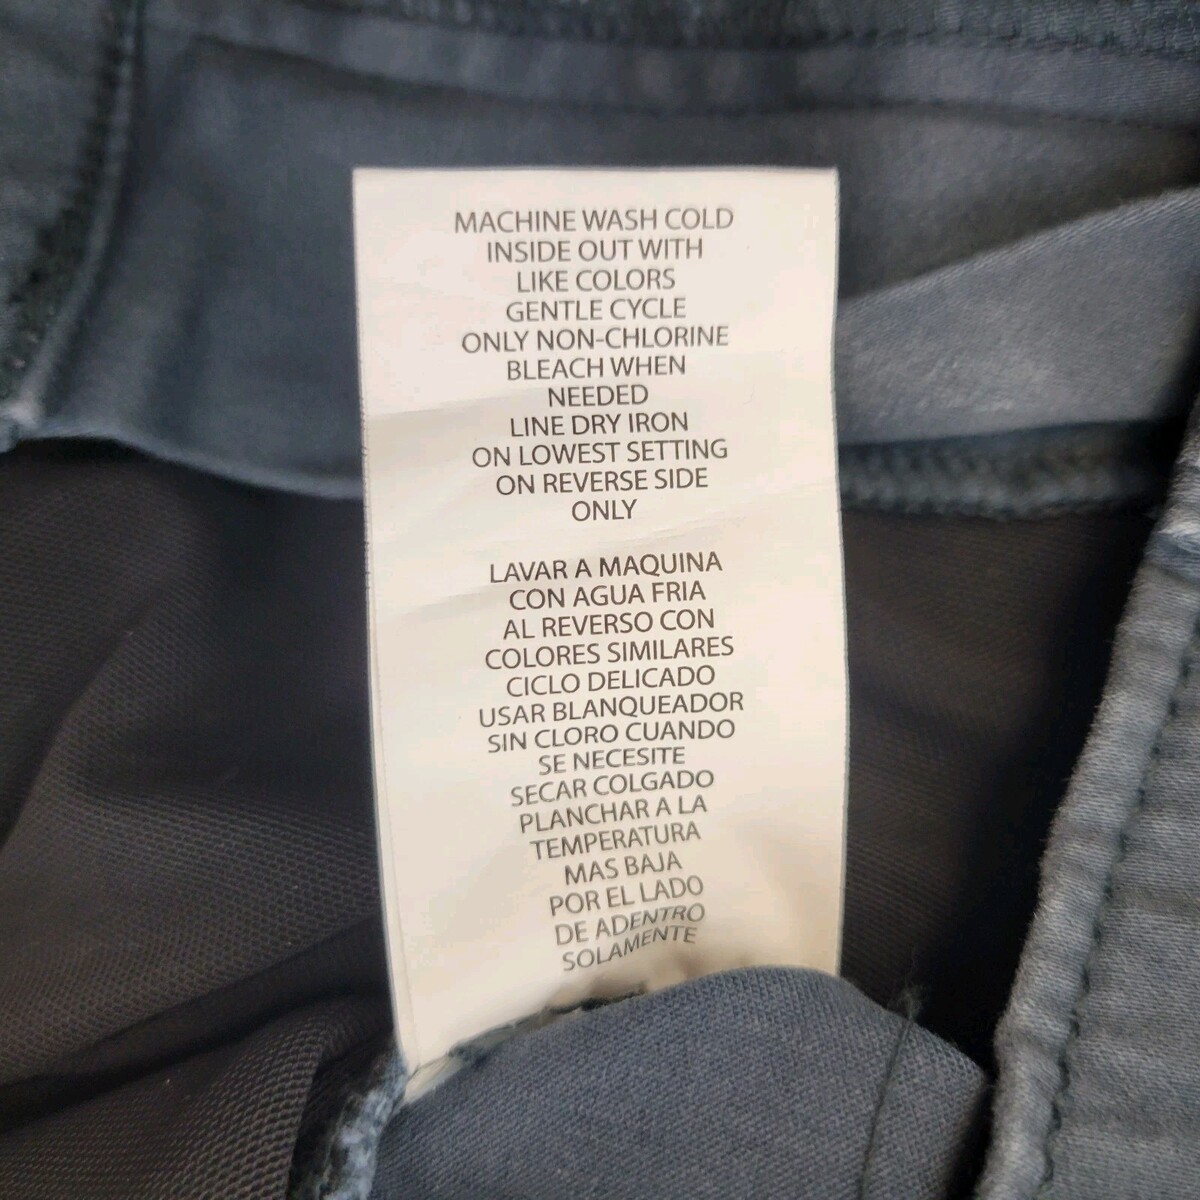 MACHINE WASH COLD
INSIDE OUT WITH
LIKE COLORS
GENTLE CYCLE
ONLY NON-CHLORINE
BLEACH WHEN
NEEDED
LINE DRY IRON
ON LOWEST SETTING
ON REVERSE SIDE
ONLY
LAVAR A MAQUINA
CON AGUA FRIA
AL REVERSO CON
COLORES SIMILARES
CICLO DELICADO
USAR BLANQUEADOR
SIN CLORO CUANDO
SE NECESITE
SECAR COLGADO
PLANCHAR A LA
TEMPERATURA
MAS BAJA
POR EL LADO
DE ADENTRO
SOLAMENTE